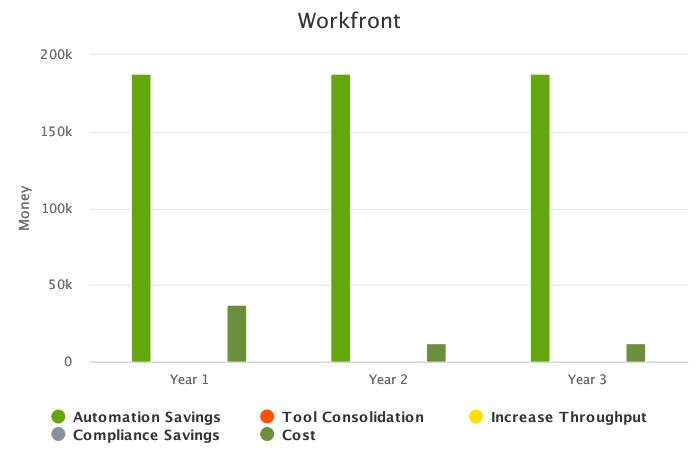 Workfront
200k
150k
100k
50k
0
Money
Year 1 Year 2 Year 3
Automation Savings Tool Consolidation Increase Throughput
Compliance Savings Cost